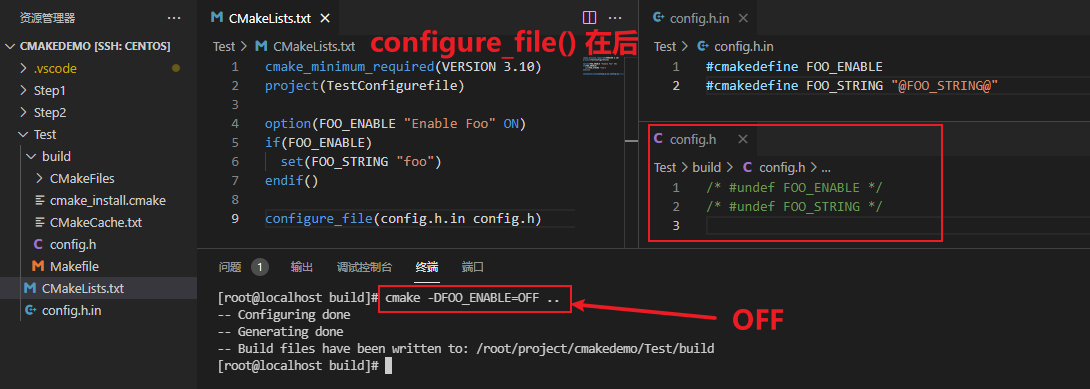 资源管理器
CMAKEDEMO [SSH: CENTOS]
.vscode
Step1
Step2
Test
build
CMakeFiles
cmake_install.cmake
CMakeCache.txt
config.h
Makefile
CMakeLists.txt
config.h.in
CMakeLists.txt
Test > CMakeLists.txt
configure_file() 在后
1 cmake_minimum_required(VERSION 3.10)
2 project(TestConfigurefile)
3
4 option(FOO_ENABLE "Enable Foo" ON)
5 if(FOO_ENABLE)
6 set(FOO_STRING "foo")
7 endif()
8
9 configure_file(config.h.in config.h)
config.h.in
Test > config.h.in
1 #cmakedefine FOO_ENABLE
2 #cmakedefine FOO_STRING "@FOO_STRING@"
config.h
Test > build > config.h > ...
1 /* #undef FOO_ENABLE */
2 /* #undef FOO_STRING */
3
问题 1 输出 调试控制台 终端 端口
[root@localhost build]# cmake -DFOO_ENABLE=OFF ..
-- Configuring done
-- Generating done
-- Build files have been written to: /root/project/cmakedemo/Test/build
[root@localhost build]#
OFF